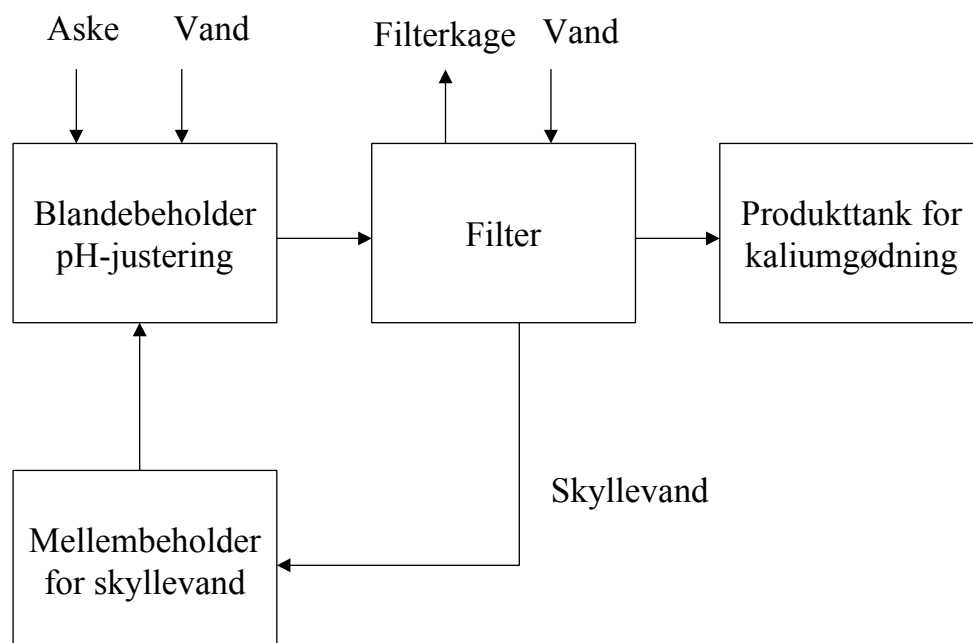 Aske
Vand
Filterkage
Vand
Blandebeholder
pH-justering
Filter
Produkttank for
kaliumgødning
Skyllevand
Mellembeholder
for skyllevand